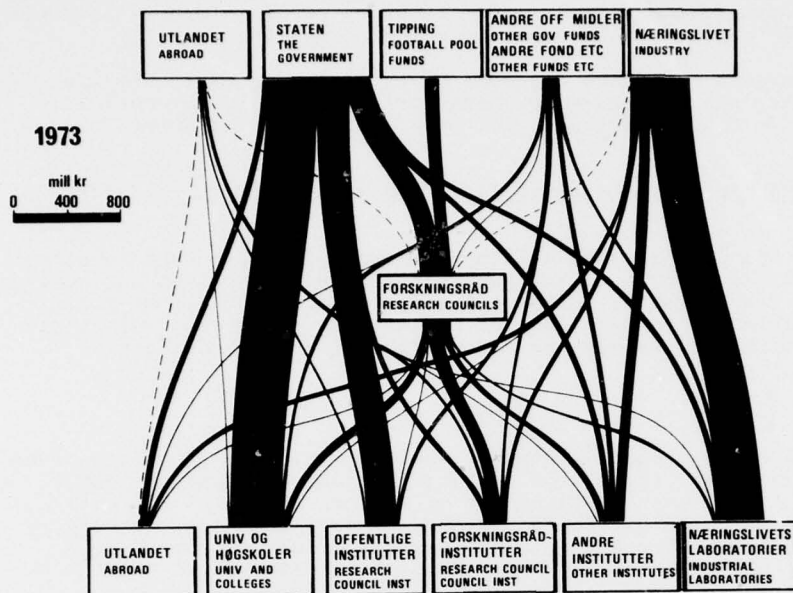 UTLANDET
ABROAD
STATEN
THE
GOVERNMENT
TIPPING
FOOTBALL POOL
FUNDS
ANDRE OFF MIDLER
OTHER GOV FUNDS
ANDRE FOND ETC
OTHER FUNDS ETC
NÆRINGSLIVET
INDUSTRY
1973
mill kr
0 400 800
FORSKNINGSRÅD
RESEARCH COUNCILS
UTLANDET
ABROAD
UNIV OG
HØGSKOLER
UNIV AND
COLLEGES
OFFENTLIGE
INSTITUTTER
RESEARCH
COUNCIL INST
FORSKNINGSRÅD-
INSTITUTTER
RESEARCH COUNCIL
COUNCIL INST
ANDRE
INSTITUTTER
OTHER INSTITUTES
NÆRINGSLIVETS
LABORATORIER
INDUSTRIAL
LABORATORIES